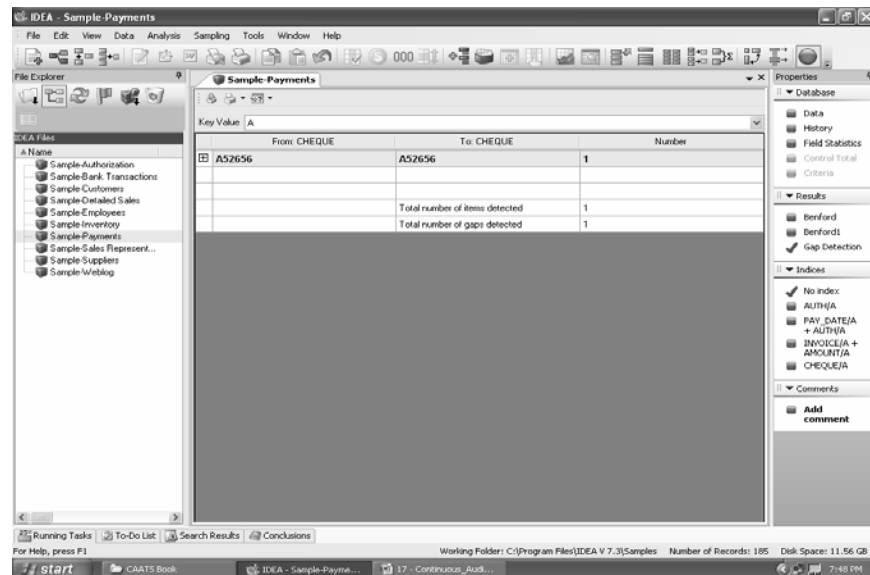 IDEA - Sample-Payments
File Edit View Data Analysis Sampling Tools Window Help
000
File Explorer
Sample-Payments
Properties
Database
Data
History
Field Statistics
Control Total
Criteria
Key Value A
IDEA Files
Name
Sample-Authorization
Sample-Bank Transactions
Sample-Customers
Sample-Detailed Sales
Sample-Employees
Sample-Inventory
Sample-Payments
Sample-Sales Represent...
Sample-Suppliers
Sample-Weblog
From: CHEQUE To: CHEQUE Number
A52656 A52656 1
Total number of items detected 1
Total number of gaps detected 1
Results
Benford
Benford1
Gap Detection
Indices
No index
AUTH/A
PAY_DATE/A
+ AUTH/A
INVOICE/A +
AMOUNT/A
CHEQUE/A
Comments
Add
comment
Running Tasks To-Do List Search Results Conclusions
For Help, press F1 Working Folder: C:\Program Files\IDEA V 7.3\Samples Number of Records: 185 Disk Space: 11.56 GB
start CAATS Book IDEA - Sample-Payme... 17 - Continuous_Audi... 7:48 PM